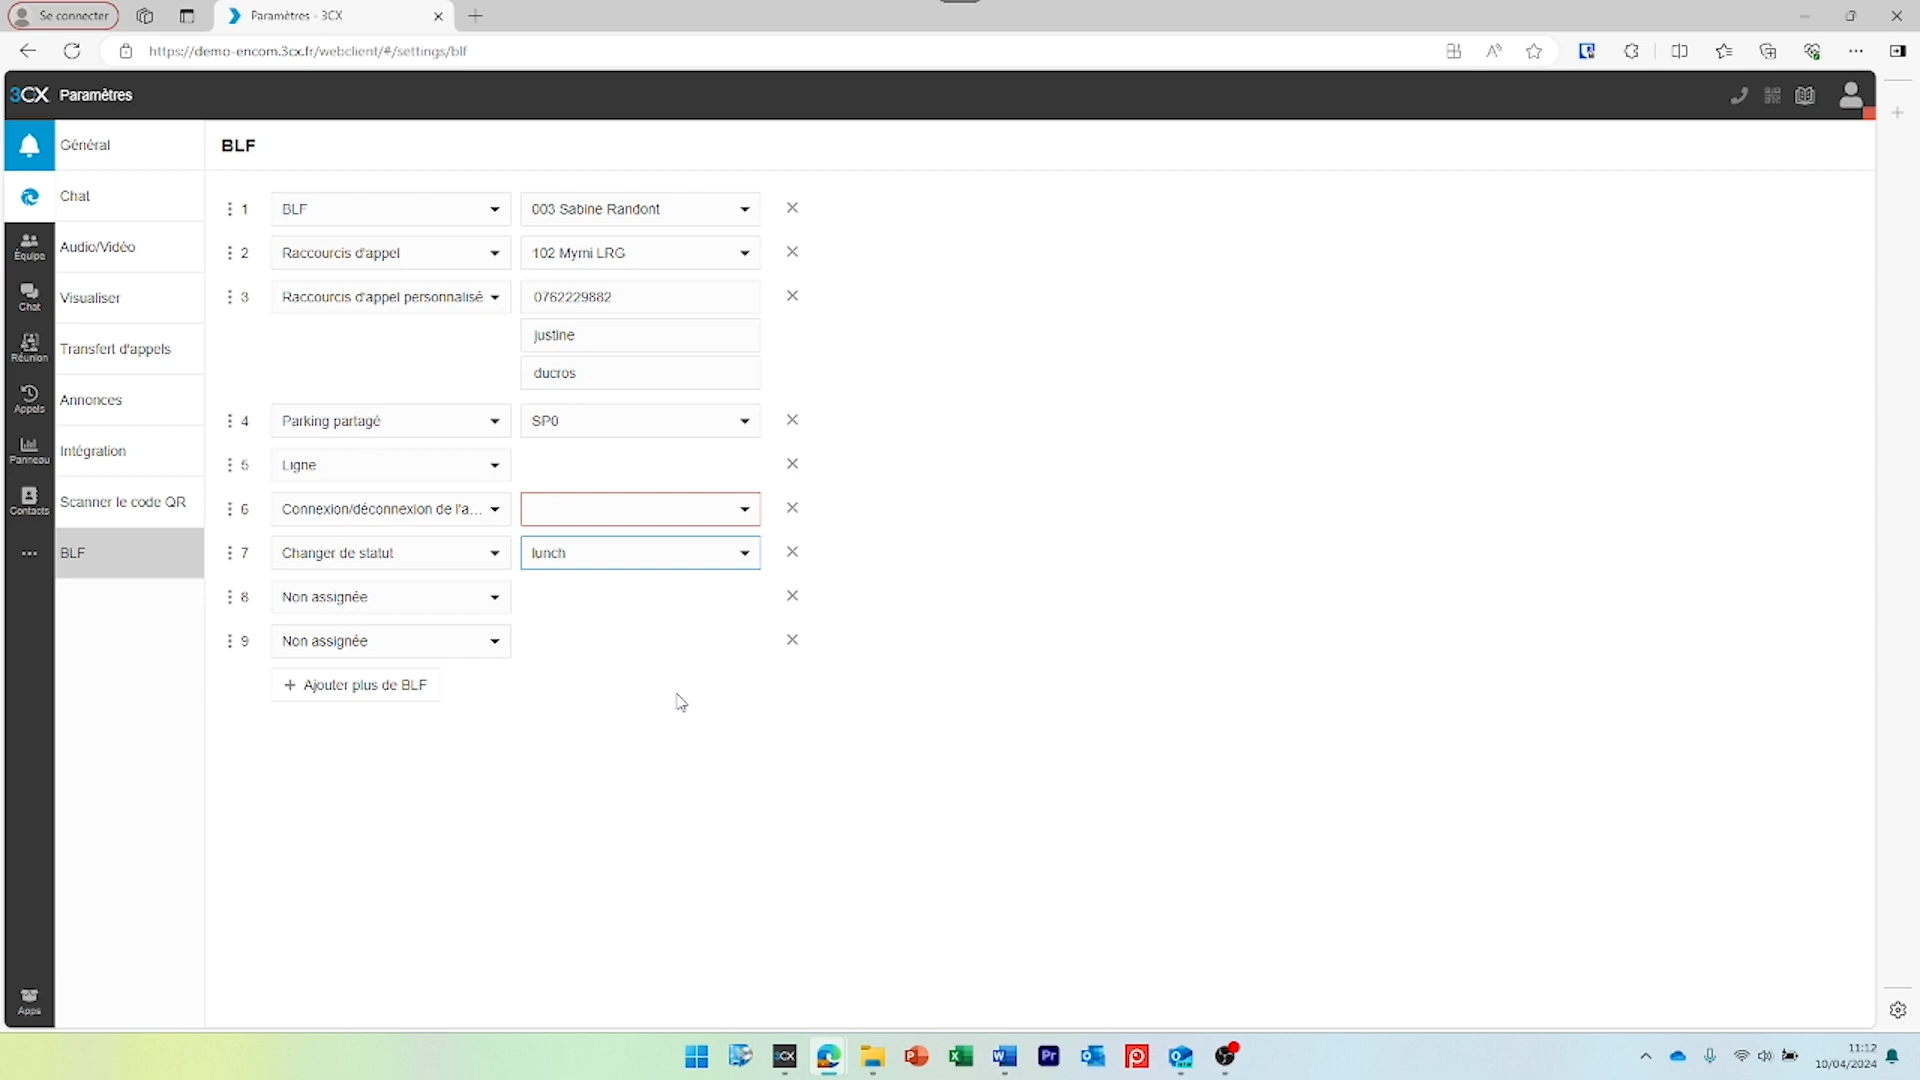 Se connecter
Paramètres - 3CX
https://demo-encom.3cx.fr/webclient/#/settings/blf
3CX Paramètres
Général
BLF
Chat
Audio/Vidéo
Visualiser
Transfert d'appels
Annonces
Intégration
Scanner le code QR
BLF
Équipe
Chat
Réunion
Appels
Panneau
Contacts
Apps
1 BLF 003 Sabine Randont
2 Raccourcis d'appel 102 Mymi LRG
3 Raccourcis d'appel personnalisé 0762229882
justine
ducros
4 Parking partagé SP0
5 Ligne
6 Connexion/déconnexion de l'a...
7 Changer de statut lunch
8 Non assignée
9 Non assignée
+ Ajouter plus de BLF
11:12
10/04/2024